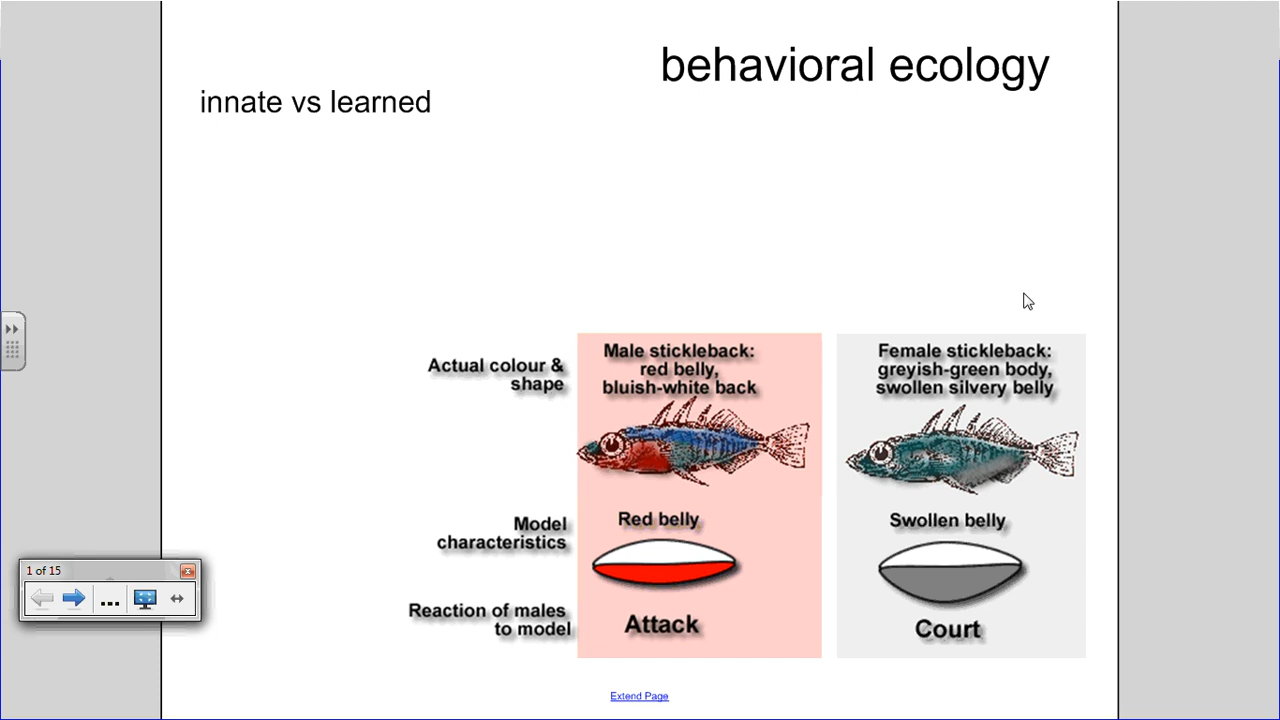 behavioral ecology
innate vs learned
Actual colour &
shape
Male stickleback:
red belly,
bluish-white back
Female stickleback:
greyish-green body,
swollen silvery belly
Model
characteristics
Red belly
Swollen belly
Reaction of males
to model
Attack
Court
1 of 15
...
Extend Page